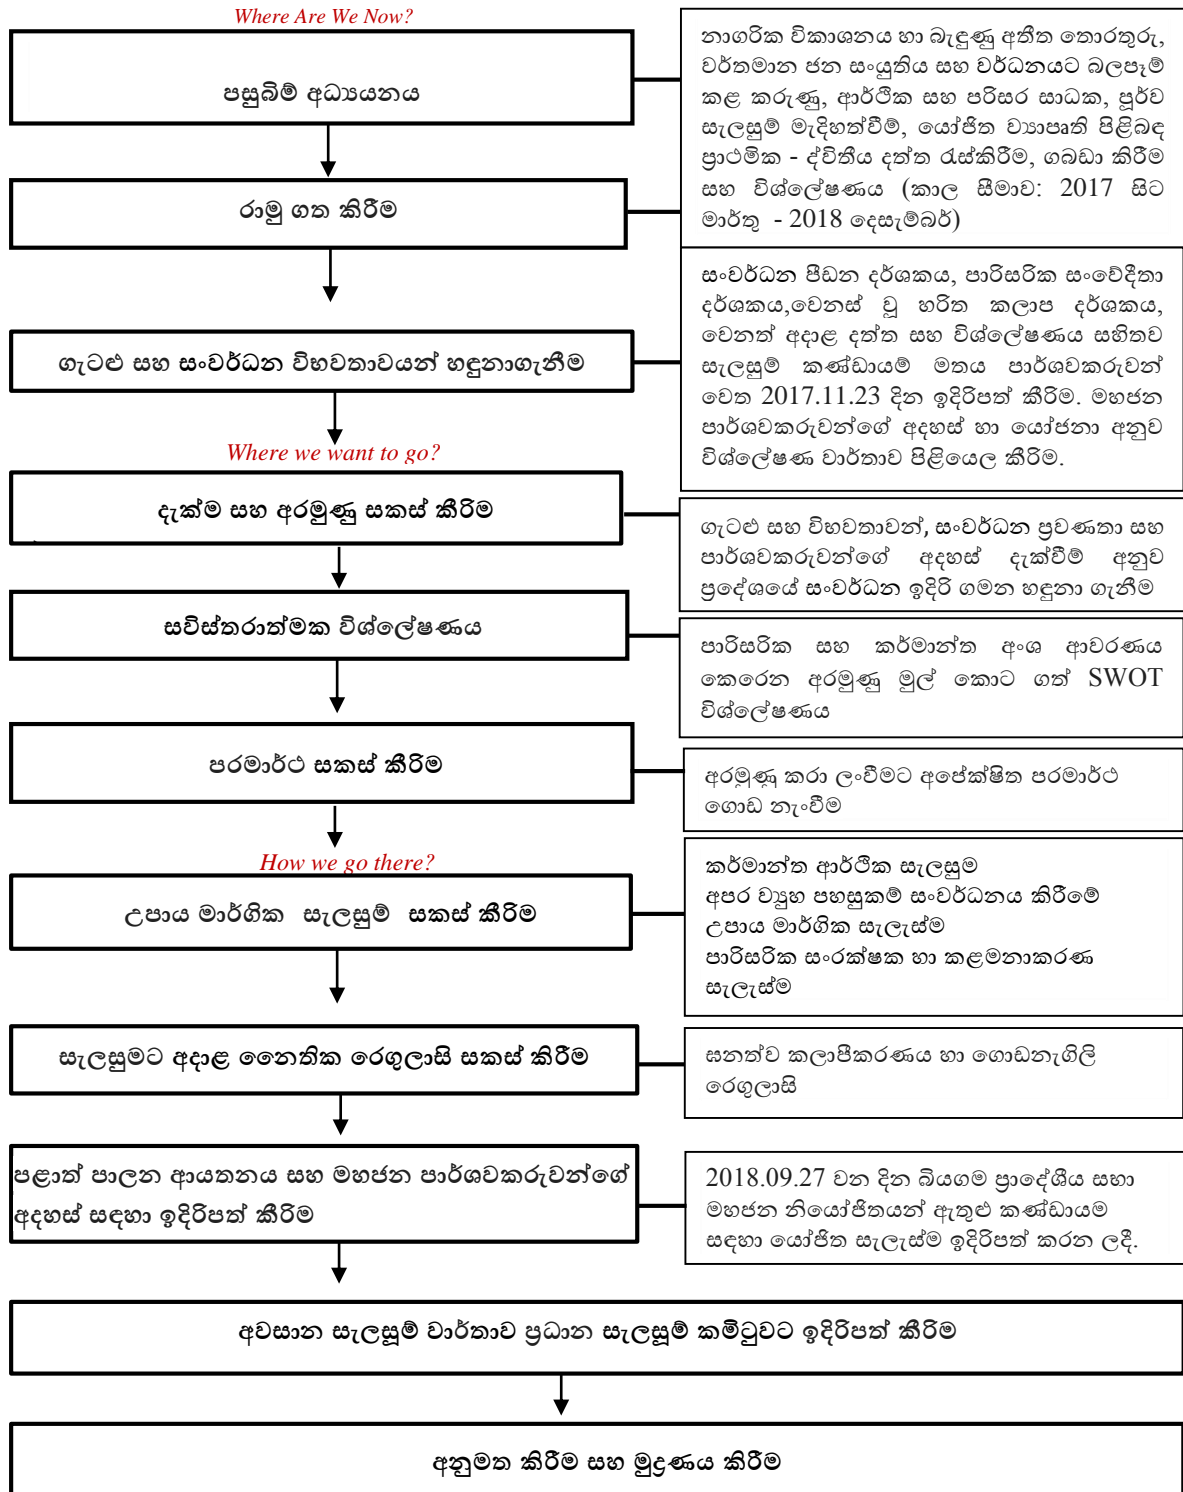 Where Are We Now?
පසුබිම් අධ්‍යයනය
නාගරික විකාශනය හා බැඳුණු අතීත තොරතුරු,
වර්තමාන ජන සංයුතිය සහ වර්ධනයට බලපෑම්
කළ කරුණු, ආර්ථික සහ පරිසර සාධක, පූර්ව
සැලසුම් මැදිහත්වීම්, යෝජිත ව්‍යාපෘති පිළිබඳ
ප්‍රාථමික - ද්විතීය දත්ත රැස්කිරීම, ගබඩා කිරීම
සහ විශ්ලේෂණය (කාල සීමාව: 2017 සිට
මාර්තු - 2018 දෙසැම්බර්)
රාමු ගත කිරීම
ගැටළු සහ සංවර්ධන විභවතාවයන් හඳුනාගැනීම
සංවර්ධන පීඩන දර්ශකය, පාරිසරික සංවේදීතා
දර්ශකය,වෙනස් වූ හරිත කලාප දර්ශකය,
වෙනත් අදාළ දත්ත සහ විශ්ලේෂණය සහිතව
සැලසුම් කණ්ඩායම් මතය පාර්ශවකරුවන්
වෙත 2017.11.23 දින ඉදිරිපත් කීරිම. මහජන
පාර්ශවකරුවන්ගේ අදහස් හා යෝජනා අනුව
විශ්ලේෂණ වාර්තාව පිළියෙල කීරිම.
Where we want to go?
දැක්ම සහ අරමුණු සකස් කීරිම
ගැටළු සහ විභවතාවන්, සංවර්ධන ප්‍රවණතා සහ
පාර්ශවකරුවන්ගේ අදහස් දැක්වීම් අනුව
ප්‍රදේශයේ සංවර්ධන ඉදිරි ගමන හඳුනා ගැනීම
සවිස්තරාත්මක විශ්ලේෂණය
පාරිසරික සහ කර්මාන්ත අංශ ආවරණය
කෙරෙන අරමුණු මුල් කොට ගත් SWOT
විශ්ලේෂණය
පරමාර්ථ සකස් කීරිම
අරමුණු කරා ලංවීමට අපේක්ෂිත පරමාර්ථ
ගොඩ නැංවීම
How we go there?
උපාය මාර්ගික සැලසුම් සකස් කීරිම
කර්මාන්ත ආර්ථික සැලසුම
අපර ව්‍යුහ පහසුකම් සංවර්ධනය කිරීමේ
උපාය මාර්ගික සැලැස්ම
පාරිසරික සංරක්ෂක හා කළමනාකරණ
සැලැස්ම
සැලසුමට අදාළ නෛතික රෙගුලාසි සකස් කිරීම
ඝනත්ව කලාපීකරණය හා ගොඩනැගිලි
රෙගුලාසි
පළාත් පාලන ආයතනය සහ මහජන පාර්ශවකරුවන්ගේ
අදහස් සඳහා ඉදිරිපත් කීරිම
2018.09.27 වන දින බියගම ප්‍රාදේශීය සභා
මහජන නියෝජිතයන් ඇතුළු කණ්ඩායම
සඳහා යෝජිත සැලැස්ම ඉදිරිපත් කරන ලදී.
අවසාන සැලසූම් වාර්තාව ප්‍රධාන සැලසූම් කමිටුවට ඉදිරිපත් කීරිම
අනුමත කිරීම සහ මුද්‍රණය කිරීම